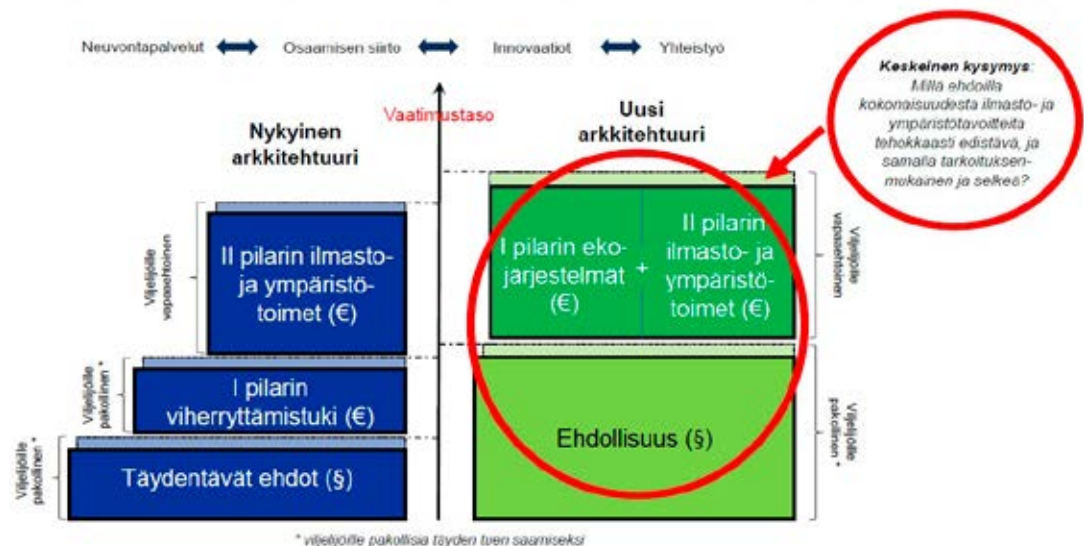 Neuvontapalvelut Osaamisen siirto Innovaatiot Yhteistyö
Keskeinen kysymys:
Millä ehdoilla
kokonaisuudesta ilmasto- ja
ympäristötavoitteita
tehokkaasti edistävä, ja
samalla tarkoituksen-
mukainen ja selkeä?
Vaatimustaso
Nykyinen
arkkitehtuuri
Uusi
arkkitehtuuri
Viljelijöille
vapaaehtoinen
II pilarin ilmasto-
ja ympäristö-
toimet (€)
I pilarin eko-
järjestelmät
(€)
+
II pilarin
ilmasto- ja
ympäristö-
toimet (€)
Viljelijöille
vapaaehtoinen
Viljelijöille
pakollinen *
I pilarin
viherryttämistuki (€)
Viljelijöille
pakollinen *
Täydentävät ehdot (§)
Ehdollisuus (§)
Viljelijöille
pakollinen *
* viljelijöille pakollisia täyden tuen saamiseksi